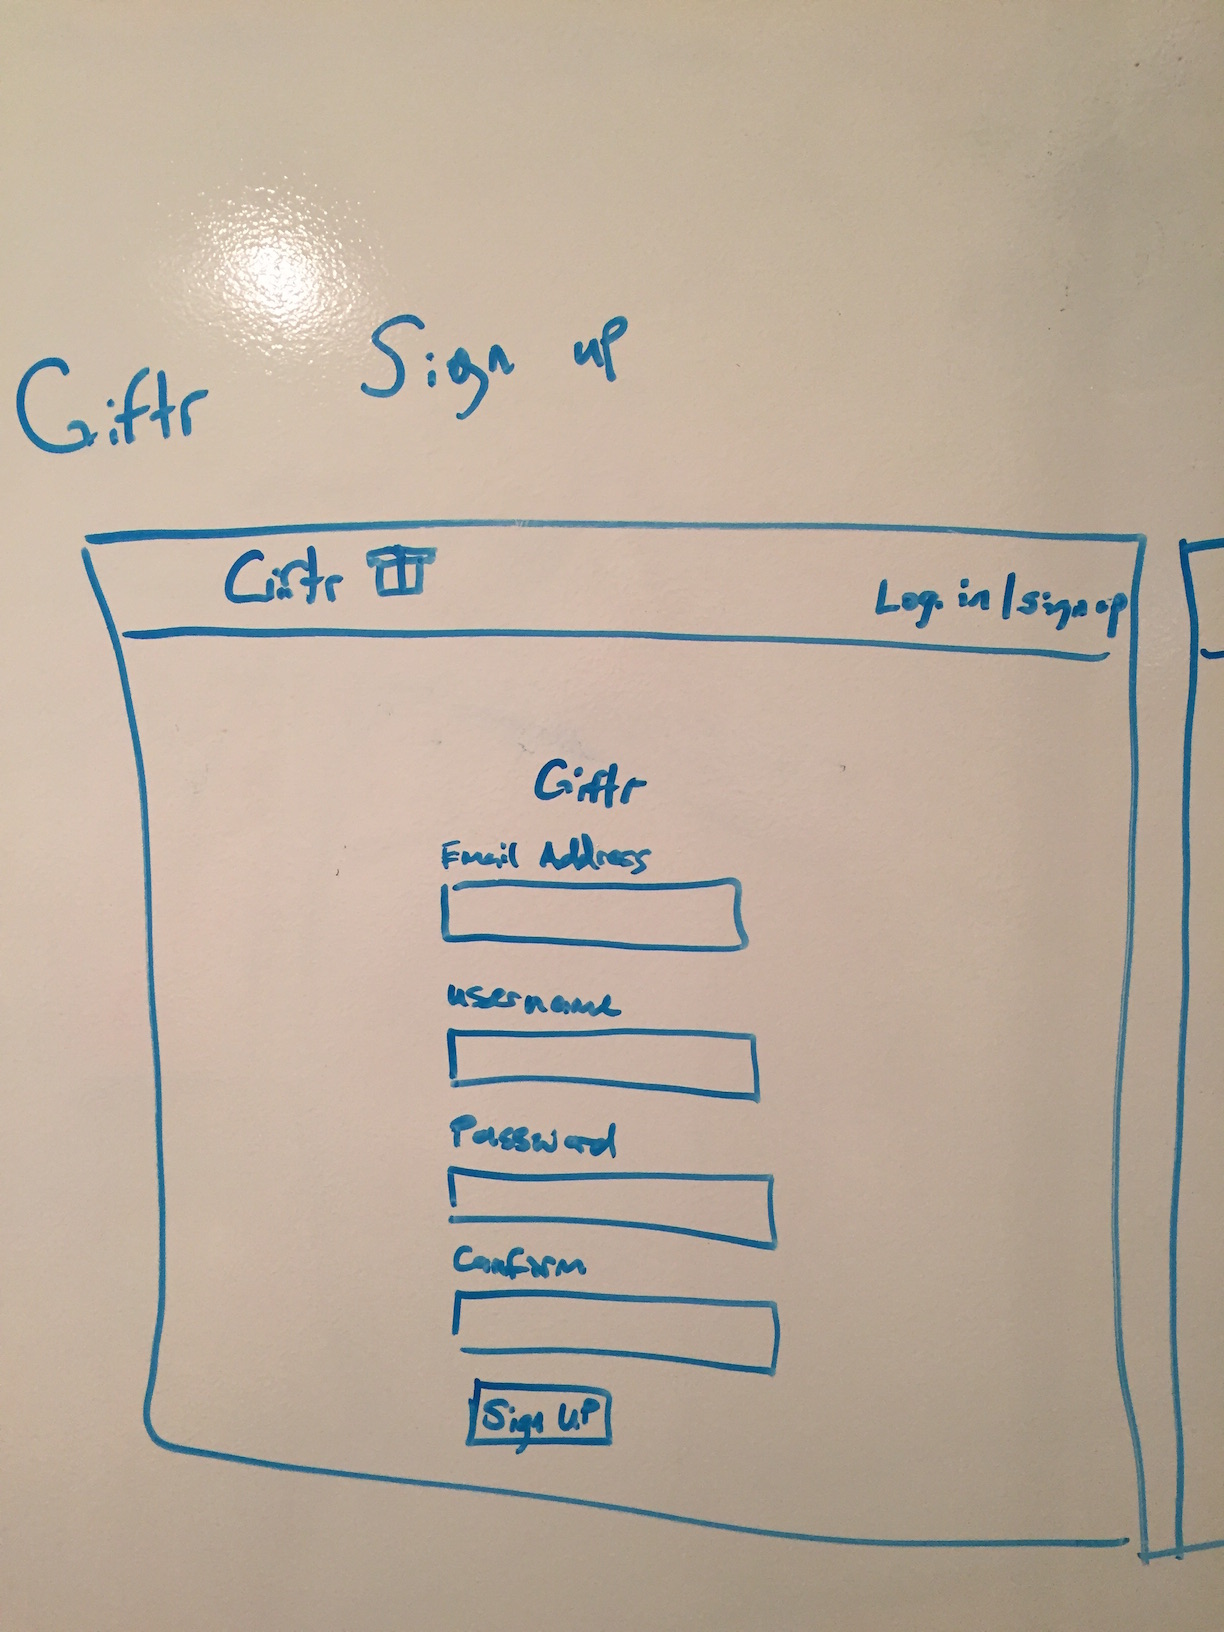 Giftr
Sign up
Giftr
Log in/sign up
Giftr
Email Address
username
Password
Confirm
Sign UP